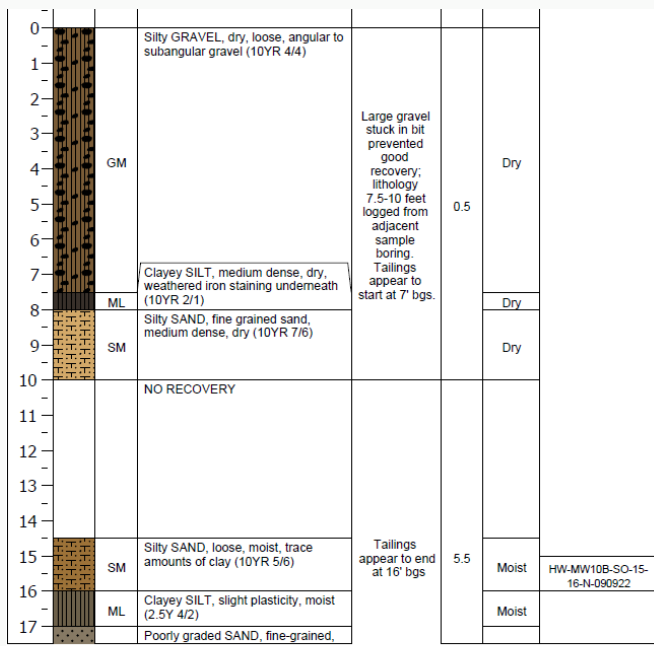 0
1
2
3
4
5
6
7
8
9
10
11
12
13
14
15
16
17
GM
ML
SM
SM
ML
Silty GRAVEL, dry, loose, angular to
subangular gravel (10YR 4/4)
Clayey SILT, medium dense, dry,
weathered iron staining underneath
(10YR 2/1)
Silty SAND, fine grained sand,
medium dense, dry (10YR 7/6)
NO RECOVERY
Silty SAND, loose, moist, trace
amounts of clay (10YR 5/6)
Clayey SILT, slight plasticity, moist
(2.5Y 4/2)
Poorly graded SAND, fine-grained,
Large gravel
stuck in bit
prevented
good
recovery;
lithology
7.5-10 feet
logged from
adjacent
sample
boring.
Tailings
appear to
start at 7' bgs.
Tailings
appear to end
at 16' bgs
0.5
5.5
Dry
Dry
Dry
Moist
Moist
HW-MW10B-SO-15-
16-N-090922